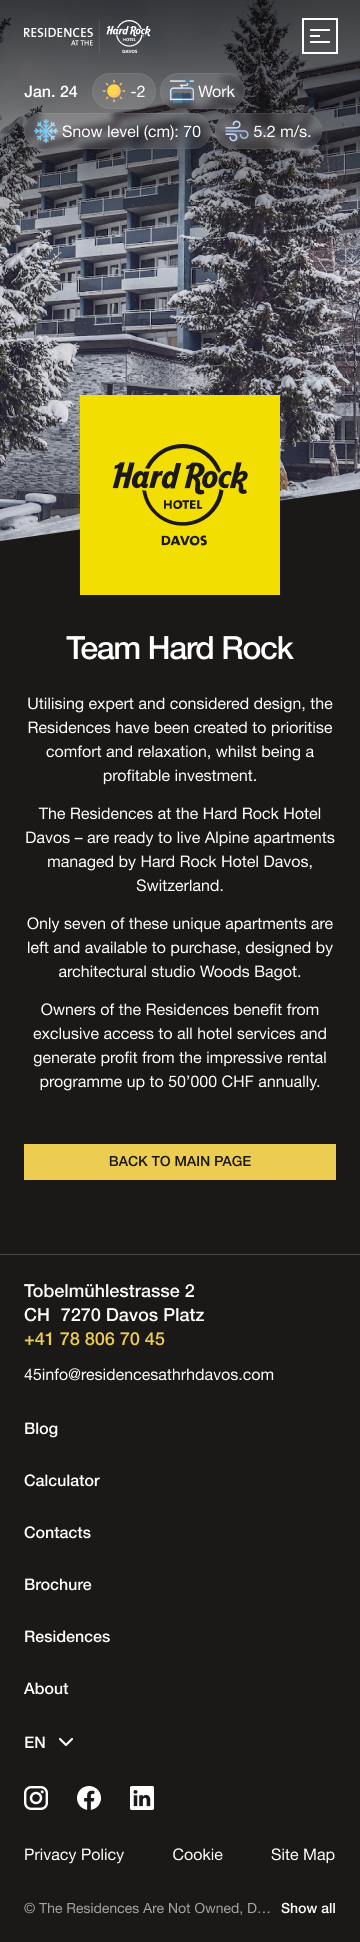 RESIDENCES
AT THE
Hard Rock
HOTEL
DAVOS
Jan. 24 -2 Work
Snow level (cm): 70 5.2 m/s.
Hard Rock
HOTEL
DAVOS
Team Hard Rock
Utilising expert and considered design, the
Residences have been created to prioritise
comfort and relaxation, whilst being a
profitable investment.
The Residences at the Hard Rock Hotel
Davos – are ready to live Alpine apartments
managed by Hard Rock Hotel Davos,
Switzerland.
Only seven of these unique apartments are
left and available to purchase, designed by
architectural studio Woods Bagot.
Owners of the Residences benefit from
exclusive access to all hotel services and
generate profit from the impressive rental
programme up to 50’000 CHF annually.
BACK TO MAIN PAGE
Tobelmühlestrasse 2
CH  7270 Davos Platz
+41 78 806 70 45
45info@residencesathrhdavos.com
Blog
Calculator
Contacts
Brochure
Residences
About
EN
Privacy Policy Cookie Site Map
© The Residences Are Not Owned, D... Show all